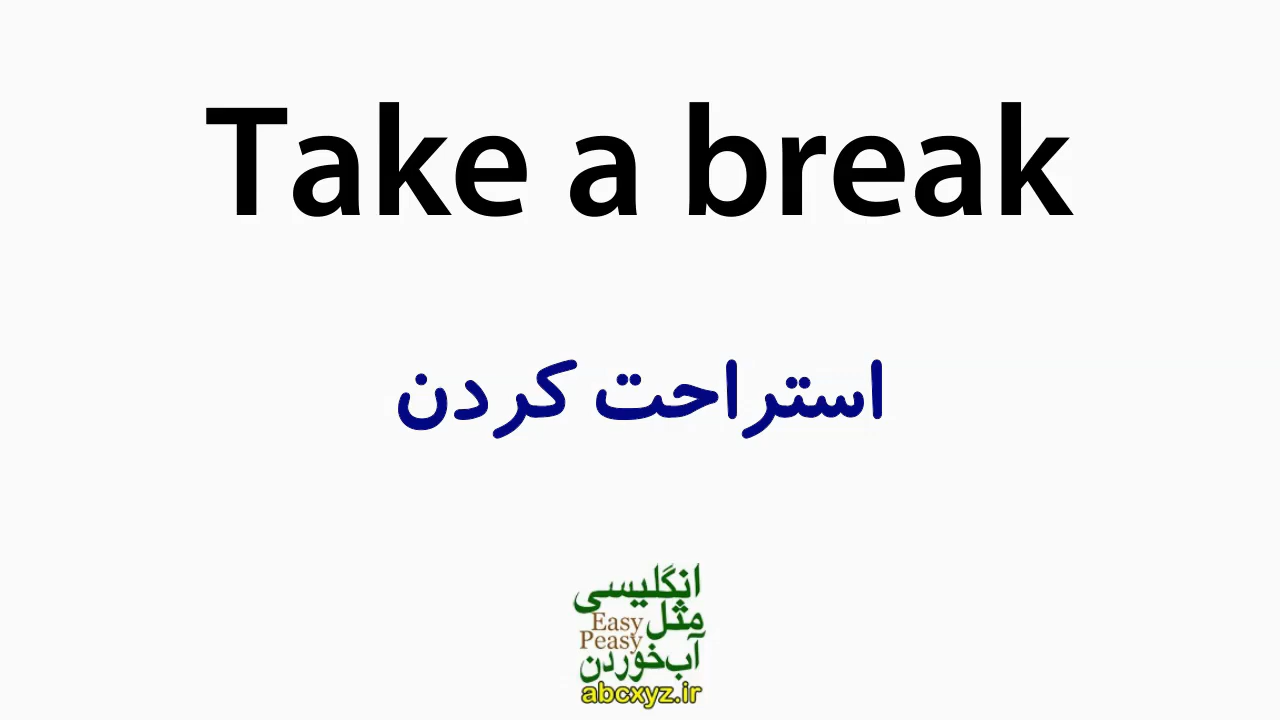 Take a break
استراحت کردن
انگلیسی
مثل
Easy
Peasy
آب‌خوردن
abcxyz.ir